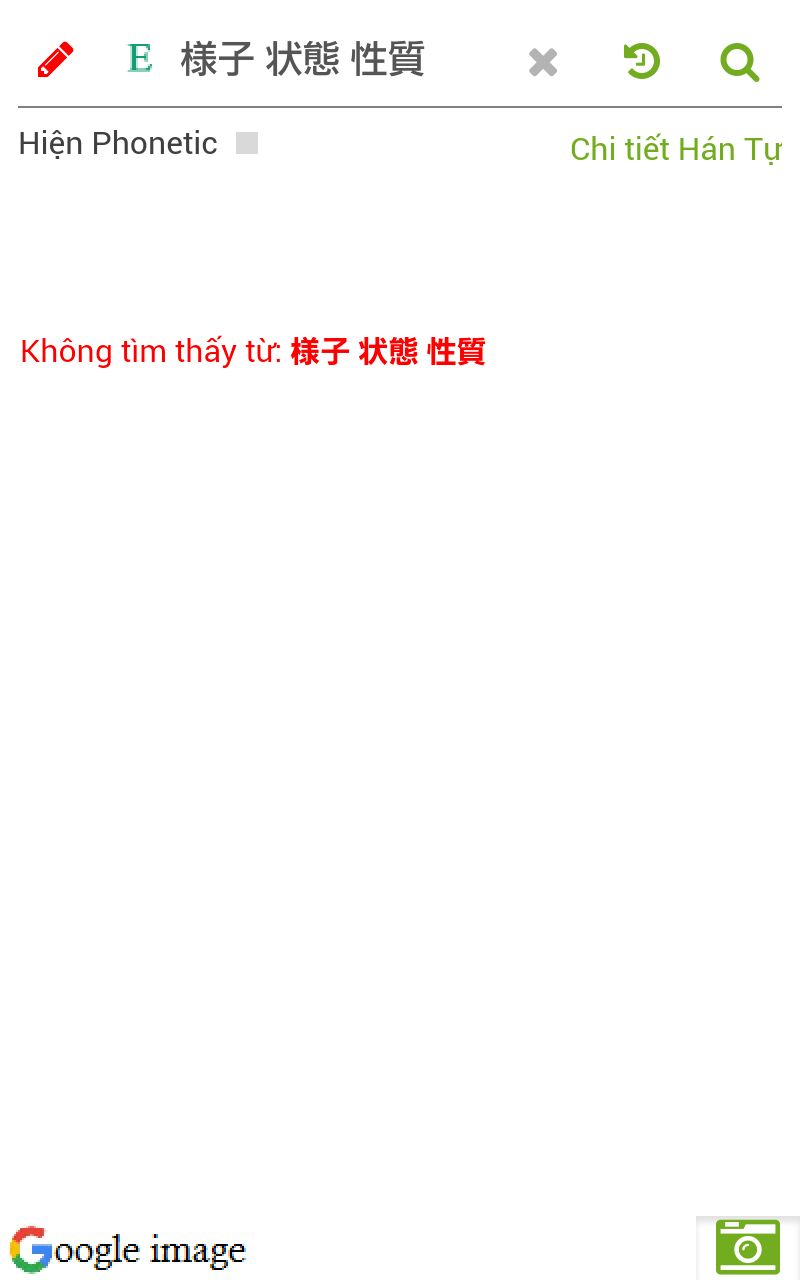 E 様子 状態 性質
Hiện Phonetic
Chi tiết Hán Tự
Không tìm thấy từ: 様子 状態 性質
Google image